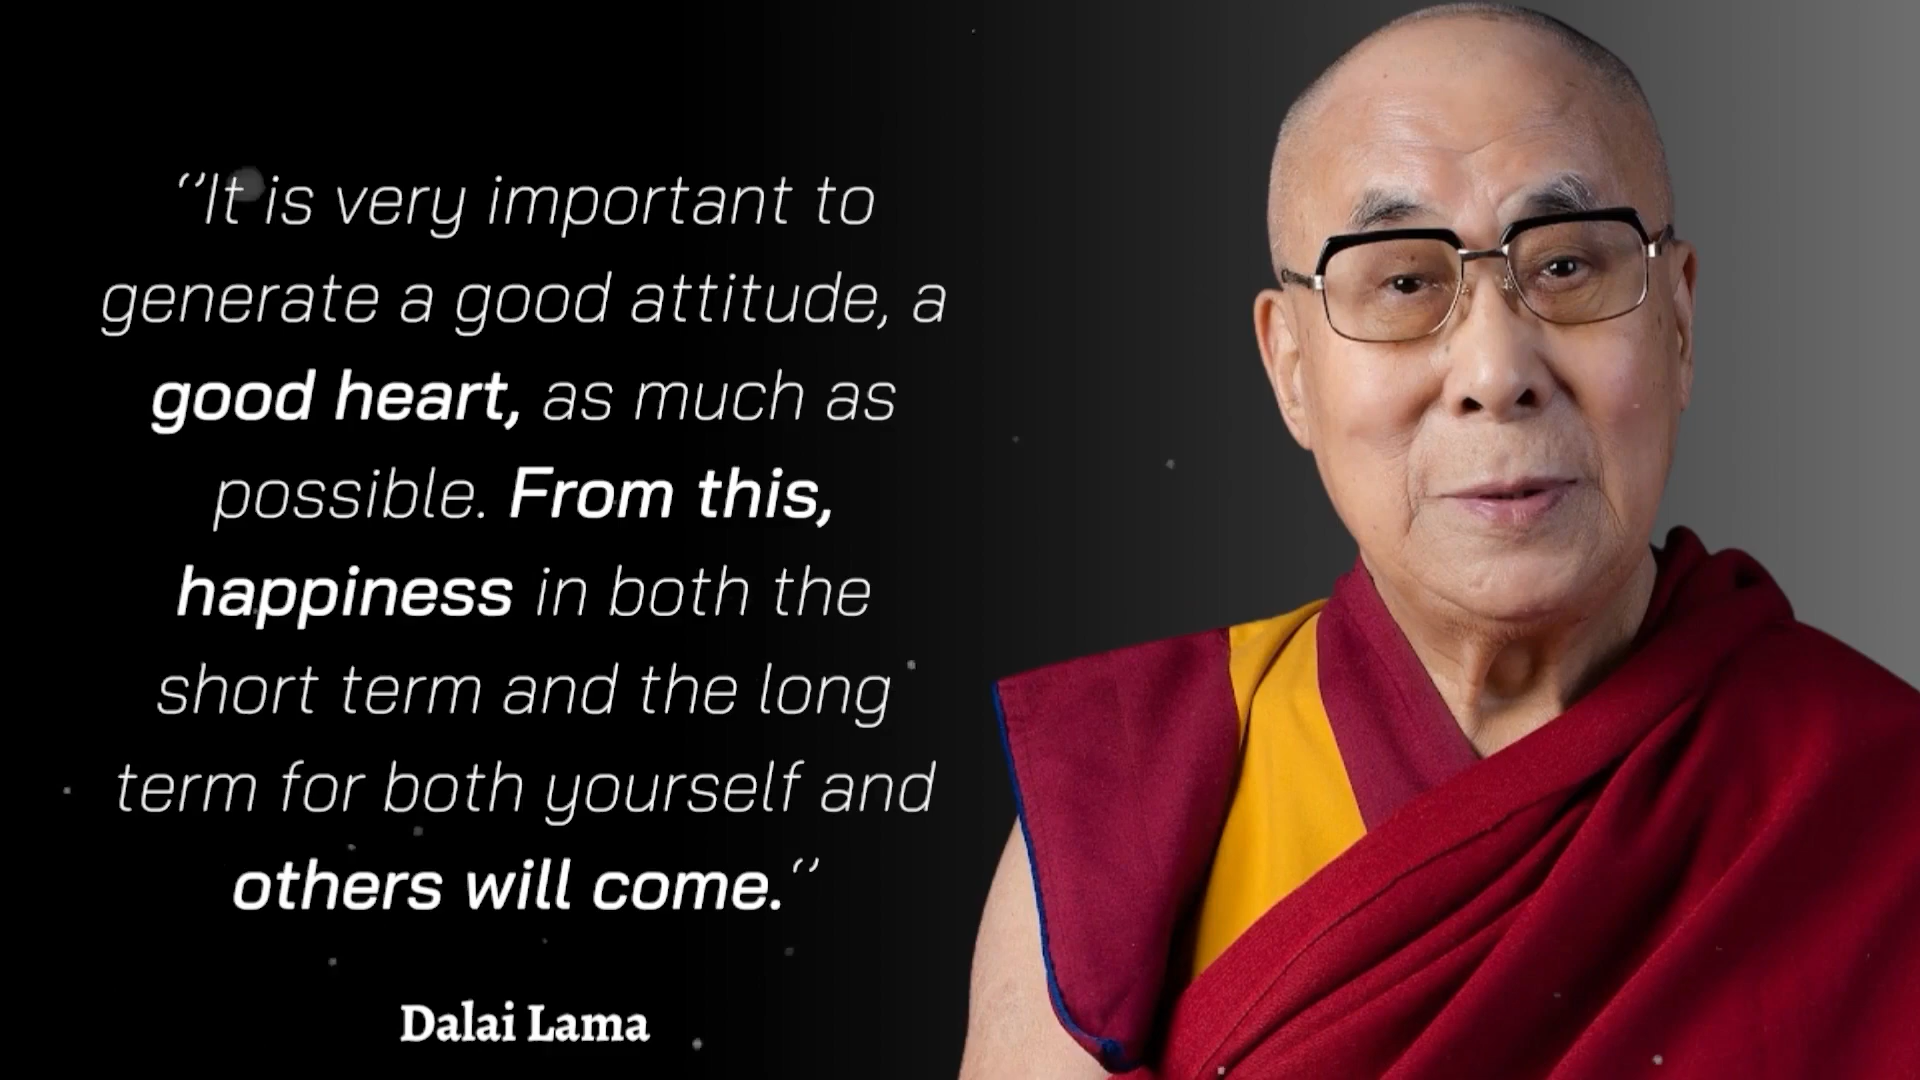 ‘’It is very important to
generate a good attitude, a
good heart, as much as
possible. From this,
happiness in both the
short term and the long
term for both yourself and
others will come.‘’
Dalai Lama